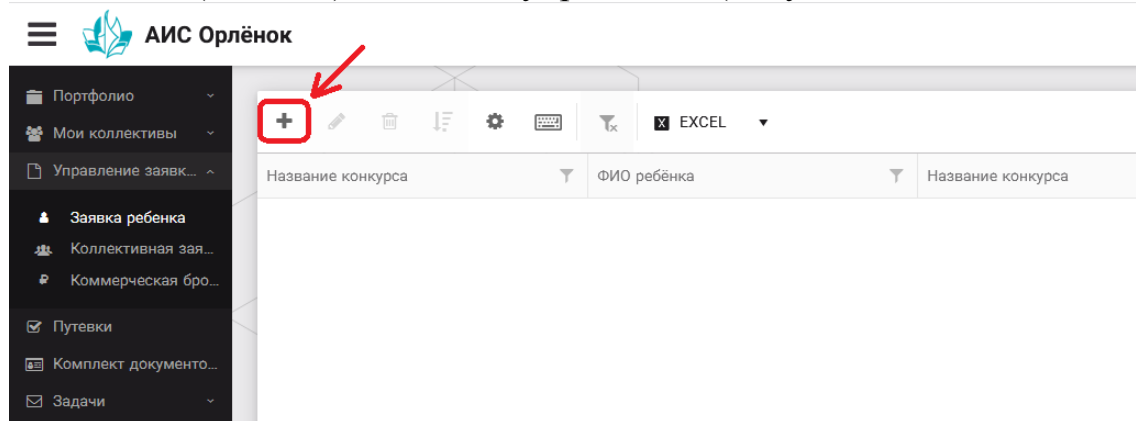 АИС Орлёнок
Портфолио
Мои коллективы
Управление заявк...
Заявка ребенка
Коллективная зая...
Коммерческая бро...
Путевки
Комплект документо...
Задачи
EXCEL
Название конкурса
ФИО ребёнка
Название конкурса